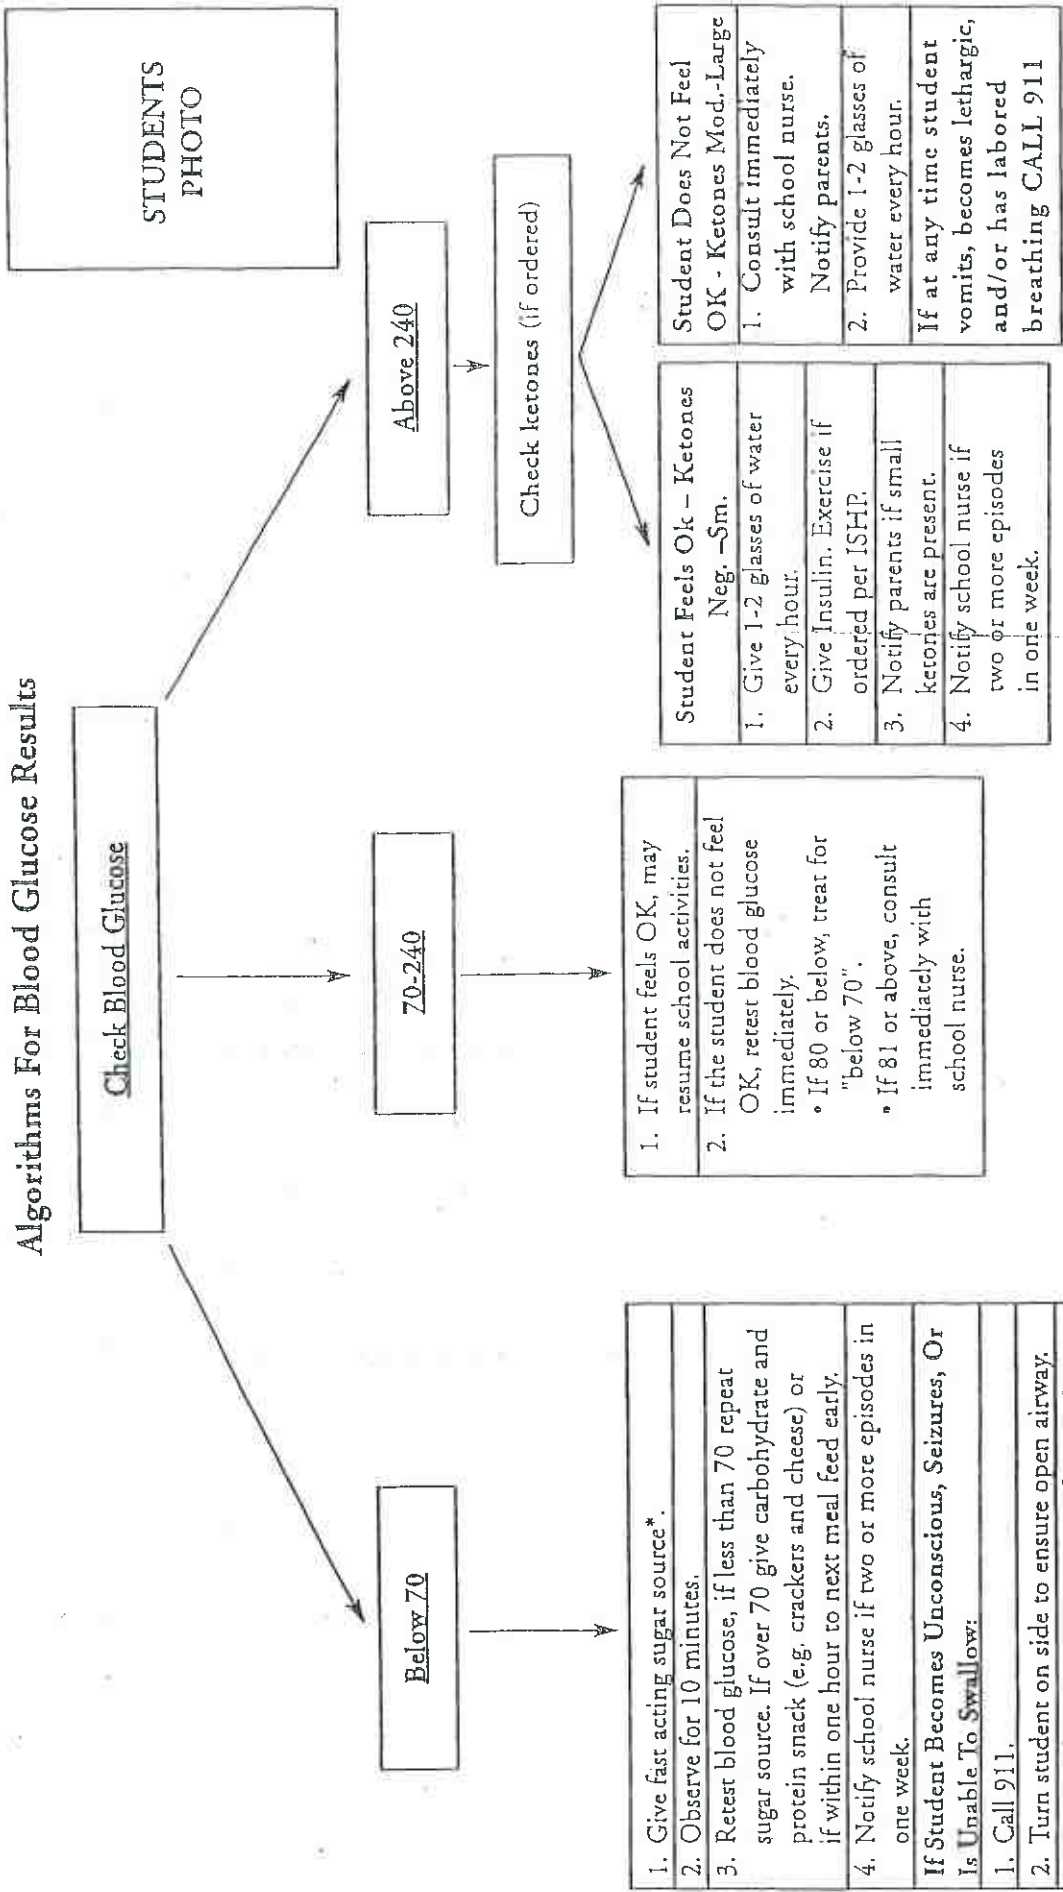 Algorithms For Blood Glucose Results
STUDENTS
PHOTO
Check Blood Glucose
Below 70
70-240
Above 240
Check ketones (if ordered)
1. Give fast acting sugar source*.
2. Observe for 10 minutes.
3. Retest blood glucose, if less than 70 repeat
sugar source. If over 70 give carbohydrate and
protein snack (e.g. crackers and cheese) or
if within one hour to next meal feed early.
4. Notify school nurse if two or more episodes in
one week.
If Student Becomes Unconscious, Seizures, Or
Is Unable To Swallow:
1. Call 911.
2. Turn student on side to ensure open airway.
1. If student feels OK, may
resume school activities.
2. If the student does not feel
OK, retest blood glucose
immediately.
• If 80 or below, treat for
"below 70".
• If 81 or above, consult
immediately with
school nurse.
Student Feels Ok – Ketones
Neg. –Sm.
1. Give 1-2 glasses of water
every hour.
2. Give Insulin. Exercise if
ordered per ISHP.
3. Notify parents if small
ketones are present.
4. Notify school nurse if
two or more episodes
in one week.
Student Does Not Feel
OK - Ketones Mod.-Large
1. Consult immediately
with school nurse.
Notify parents.
2. Provide 1-2 glasses of
water every hour.
If at any time student
vomits, becomes lethargic,
and/or has labored
breathing CALL 911